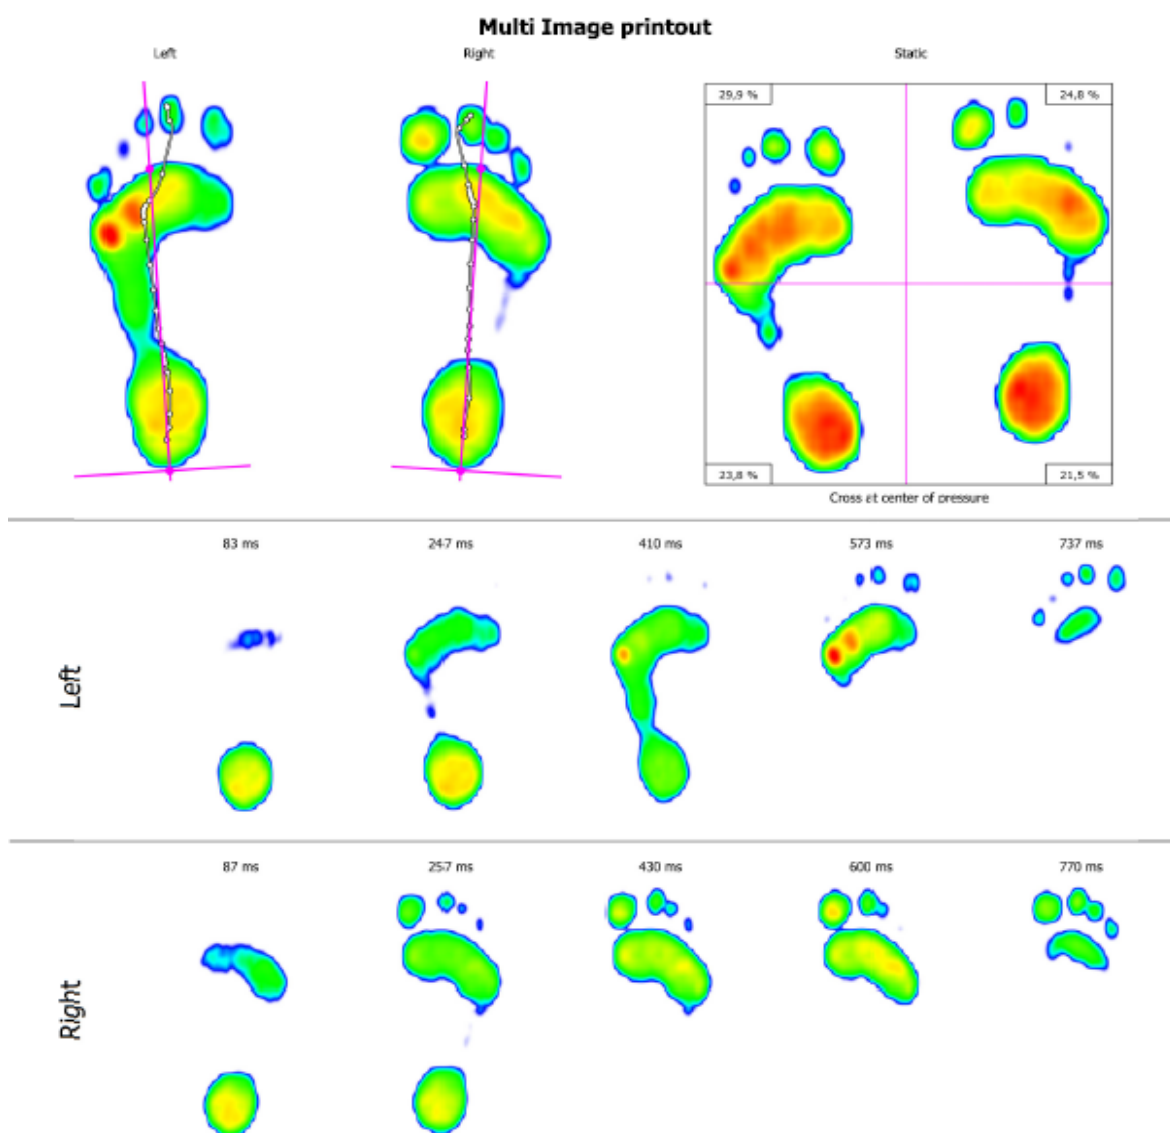 Multi Image printout
Left
Right
Static
29,9 %
24,8 %
23,8 %
21,5 %
Cross at center of pressure
83 ms
247 ms
410 ms
573 ms
737 ms
Left
87 ms
257 ms
430 ms
600 ms
770 ms
Right